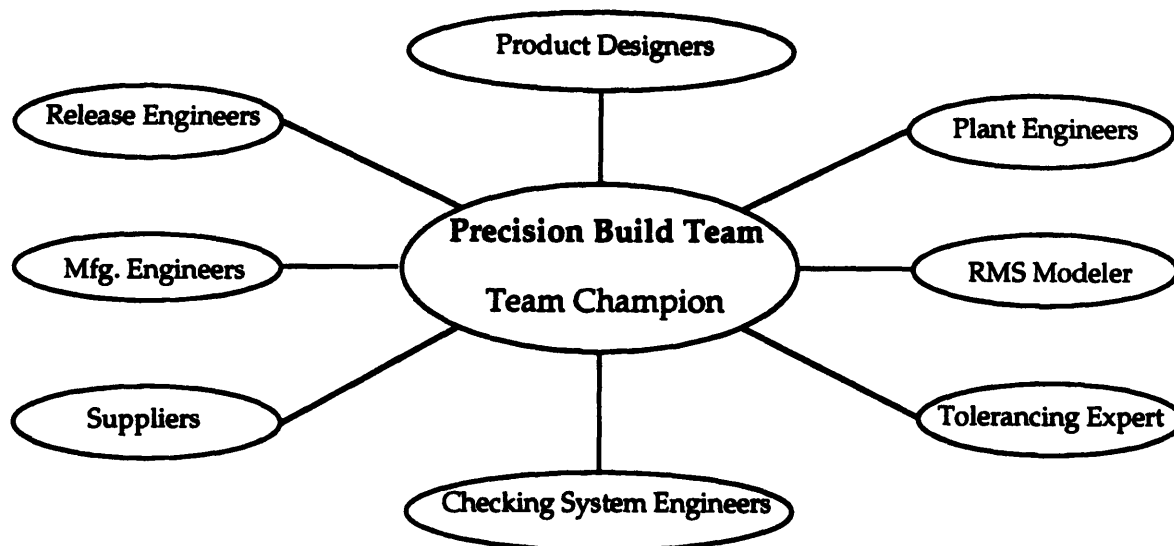 Product Designers
Release Engineers
Plant Engineers
Precision Build Team
Team Champion
Mfg. Engineers
RMS Modeler
Suppliers
Tolerancing Expert
Checking System Engineers